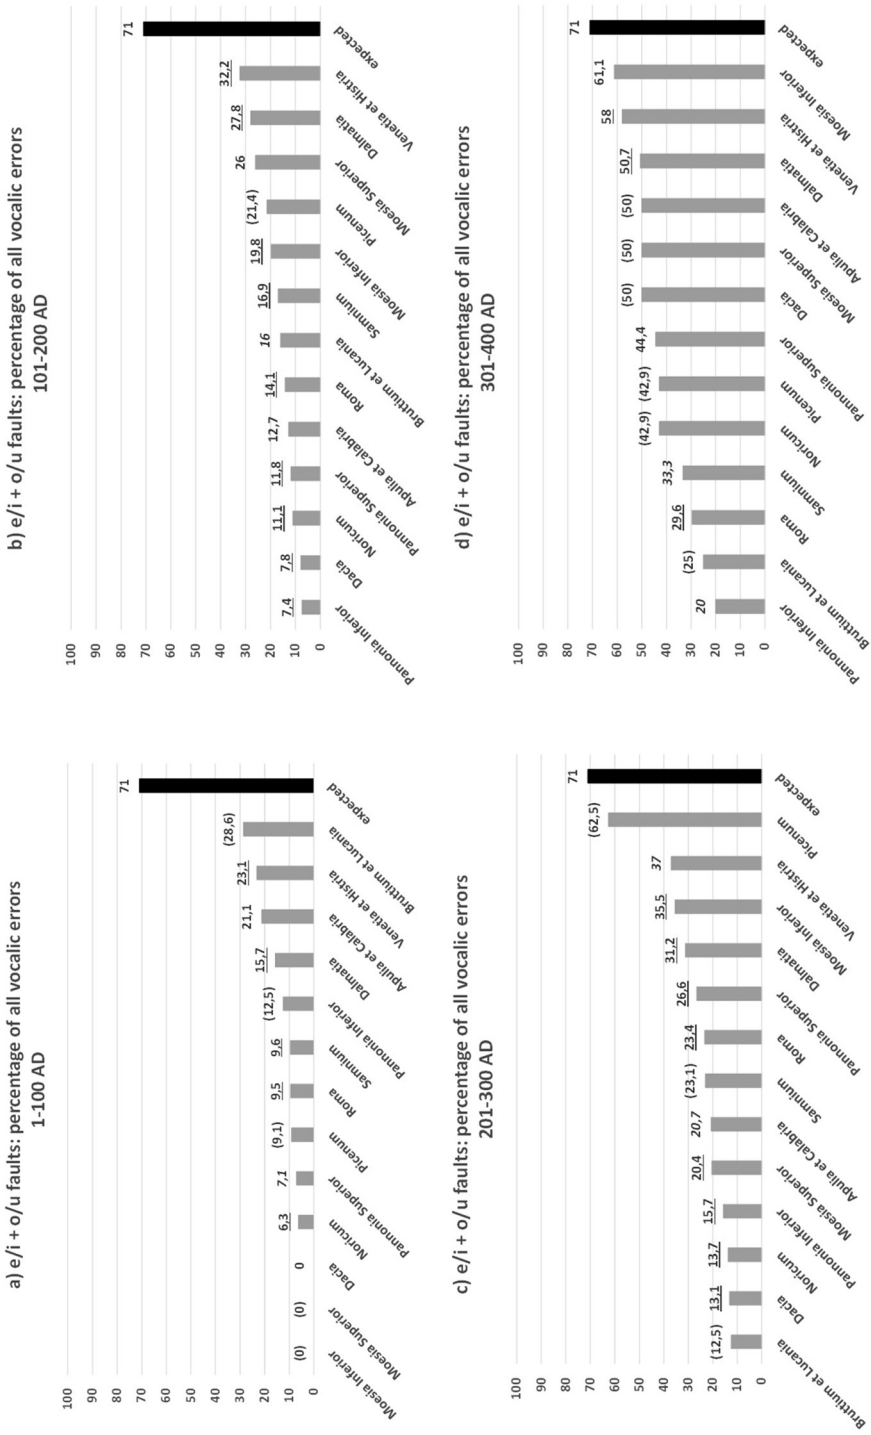 a) e/i + o/u faults: percentage of all vocalic errors
1-100 AD
100
90
80
70
60
50
40
30
20
10
0
(0)
(0)
0
6,3
7,1
(9,1)
9,5
9,6
(12,5)
15,7
21,1
23,1
(28,6)
71
Moesia Inferior
Moesia Superior
Dacia
Noricum
Pannonia Superior
Picenum
Roma
Samnium
Pannonia Inferior
Dalmatia
Apulia et Calabria
Venetia et Histria
Bruttium et Lucania
expected
b) e/i + o/u faults: percentage of all vocalic errors
101-200 AD
100
90
80
70
60
50
40
30
20
10
0
7,4
7,8
11,1
11,8
12,7
14,1
16
16,9
19,8
(21,4)
26
27,8
32,2
71
Pannonia Inferior
Dacia
Noricum
Pannonia Superior
Apulia et Calabria
Roma
Bruttium et Lucania
Samnium
Moesia Inferior
Picenum
Moesia Superior
Dalmatia
Venetia et Histria
expected
c) e/i + o/u faults: percentage of all vocalic errors
201-300 AD
100
90
80
70
60
50
40
30
20
10
0
(12,5)
13,1
13,7
15,7
20,4
20,7
(23,1)
23,4
26,6
31,2
35,5
37
(62,5)
71
Bruttium et Lucania
Dacia
Noricum
Pannonia Inferior
Moesia Superior
Apulia et Calabria
Samnium
Roma
Pannonia Superior
Dalmatia
Moesia Inferior
Venetia et Histria
Picenum
expected
d) e/i + o/u faults: percentage of all vocalic errors
301-400 AD
100
90
80
70
60
50
40
30
20
10
0
20
(25)
29,6
33,3
(42,9)
(42,9)
44,4
(50)
(50)
(50)
50,7
58
61,1
71
Pannonia Inferior
Bruttium et Lucania
Roma
Samnium
Noricum
Picenum
Pannonia Superior
Dacia
Moesia Superior
Apulia et Calabria
Dalmatia
Venetia et Histria
Moesia Inferior
expected